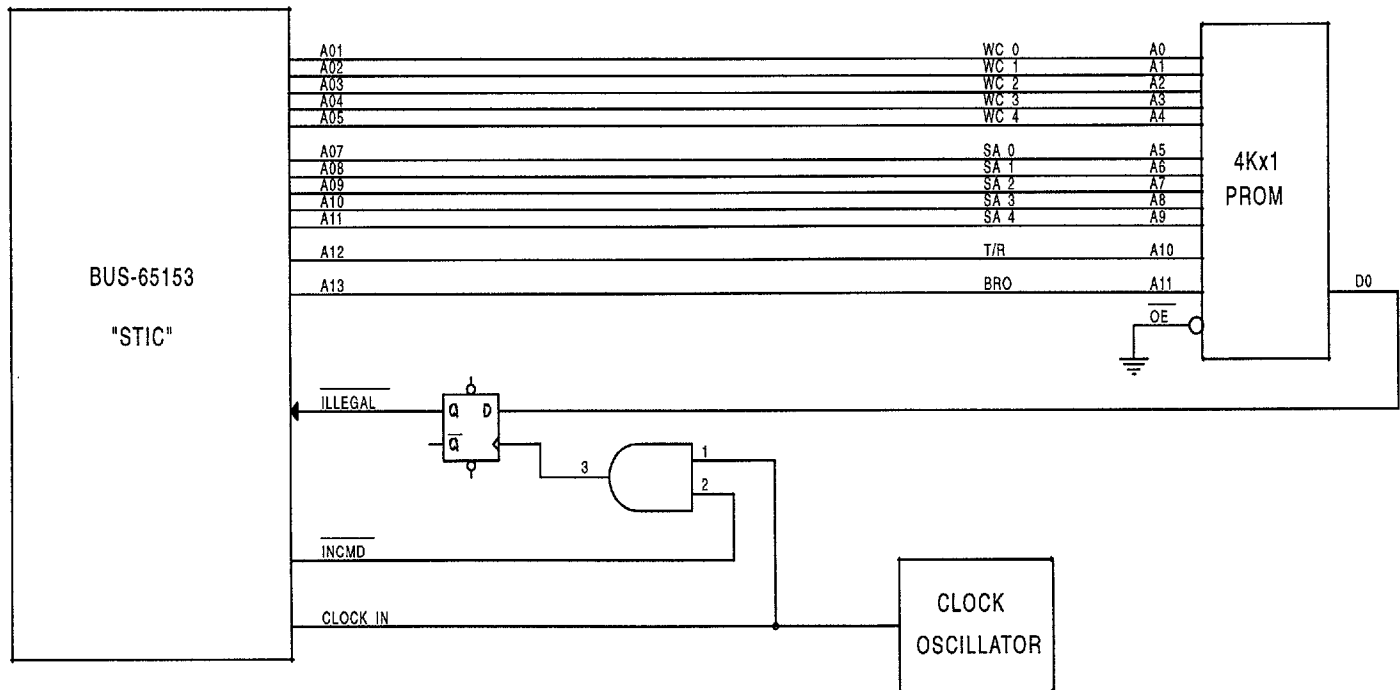 A01 WC 0 A0
A02 WC 1 A1
A03 WC 2 A2
A04 WC 3 A3
A05 WC 4 A4
A07 SA 0 A5
A08 SA 1 A6
A09 SA 2 A7
A10 SA 3 A8
A11 SA 4 A9
4Kx1
PROM
A12 T/R A10
BUS-65153
"STIC"
A13 BRO A11
D0
OE
ILLEGAL
Q D
Q
1
3
2
INCMD
CLOCK IN
CLOCK
OSCILLATOR